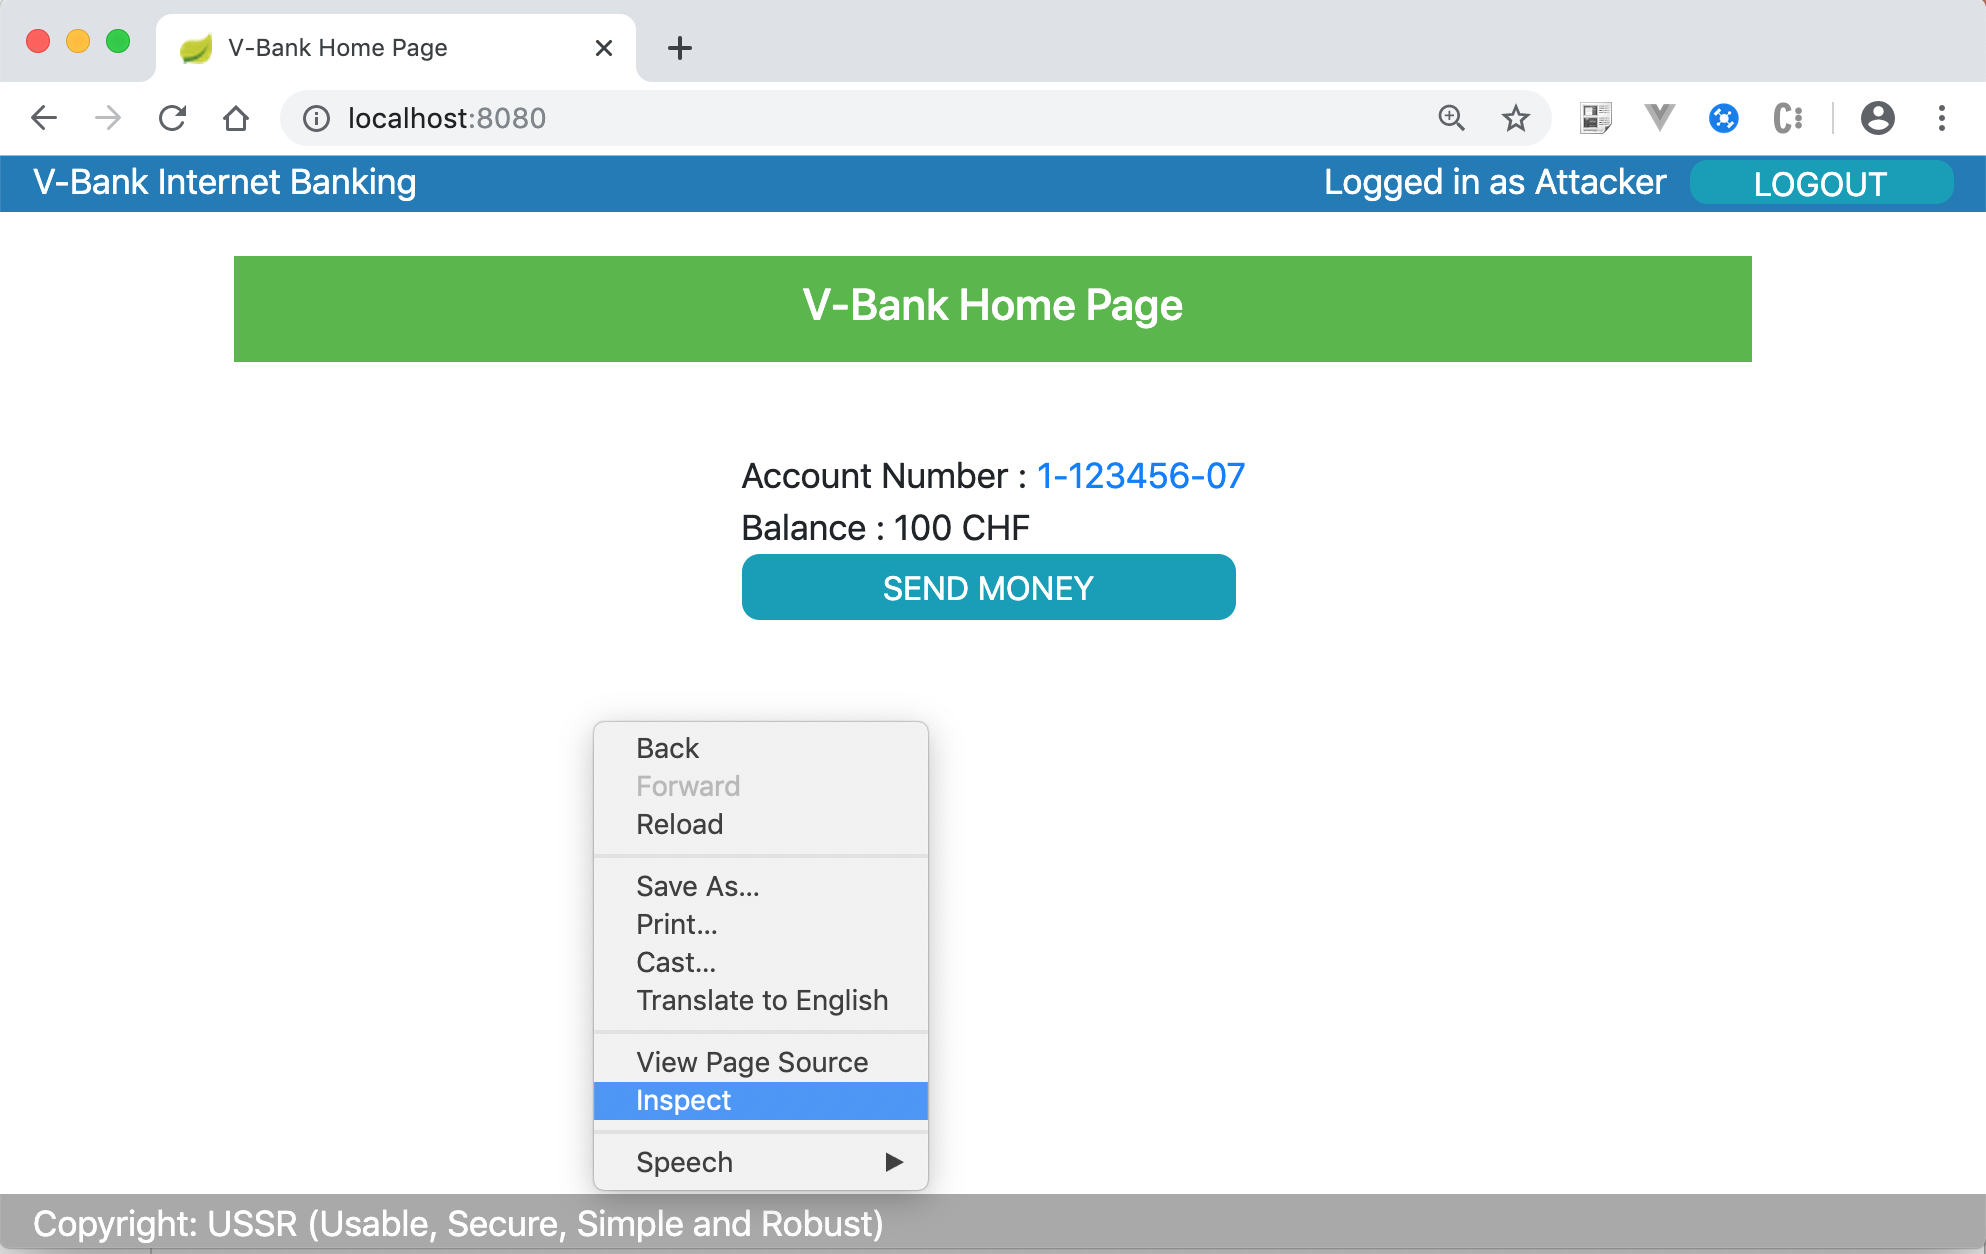 V-Bank Home Page
localhost:8080
V-Bank Internet Banking
Logged in as Attacker
LOGOUT
V-Bank Home Page
Account Number : 1-123456-07
Balance : 100 CHF
SEND MONEY
Back
Forward
Reload
Save As...
Print...
Cast...
Translate to English
View Page Source
Inspect
Speech
Copyright: USSR (Usable, Secure, Simple and Robust)